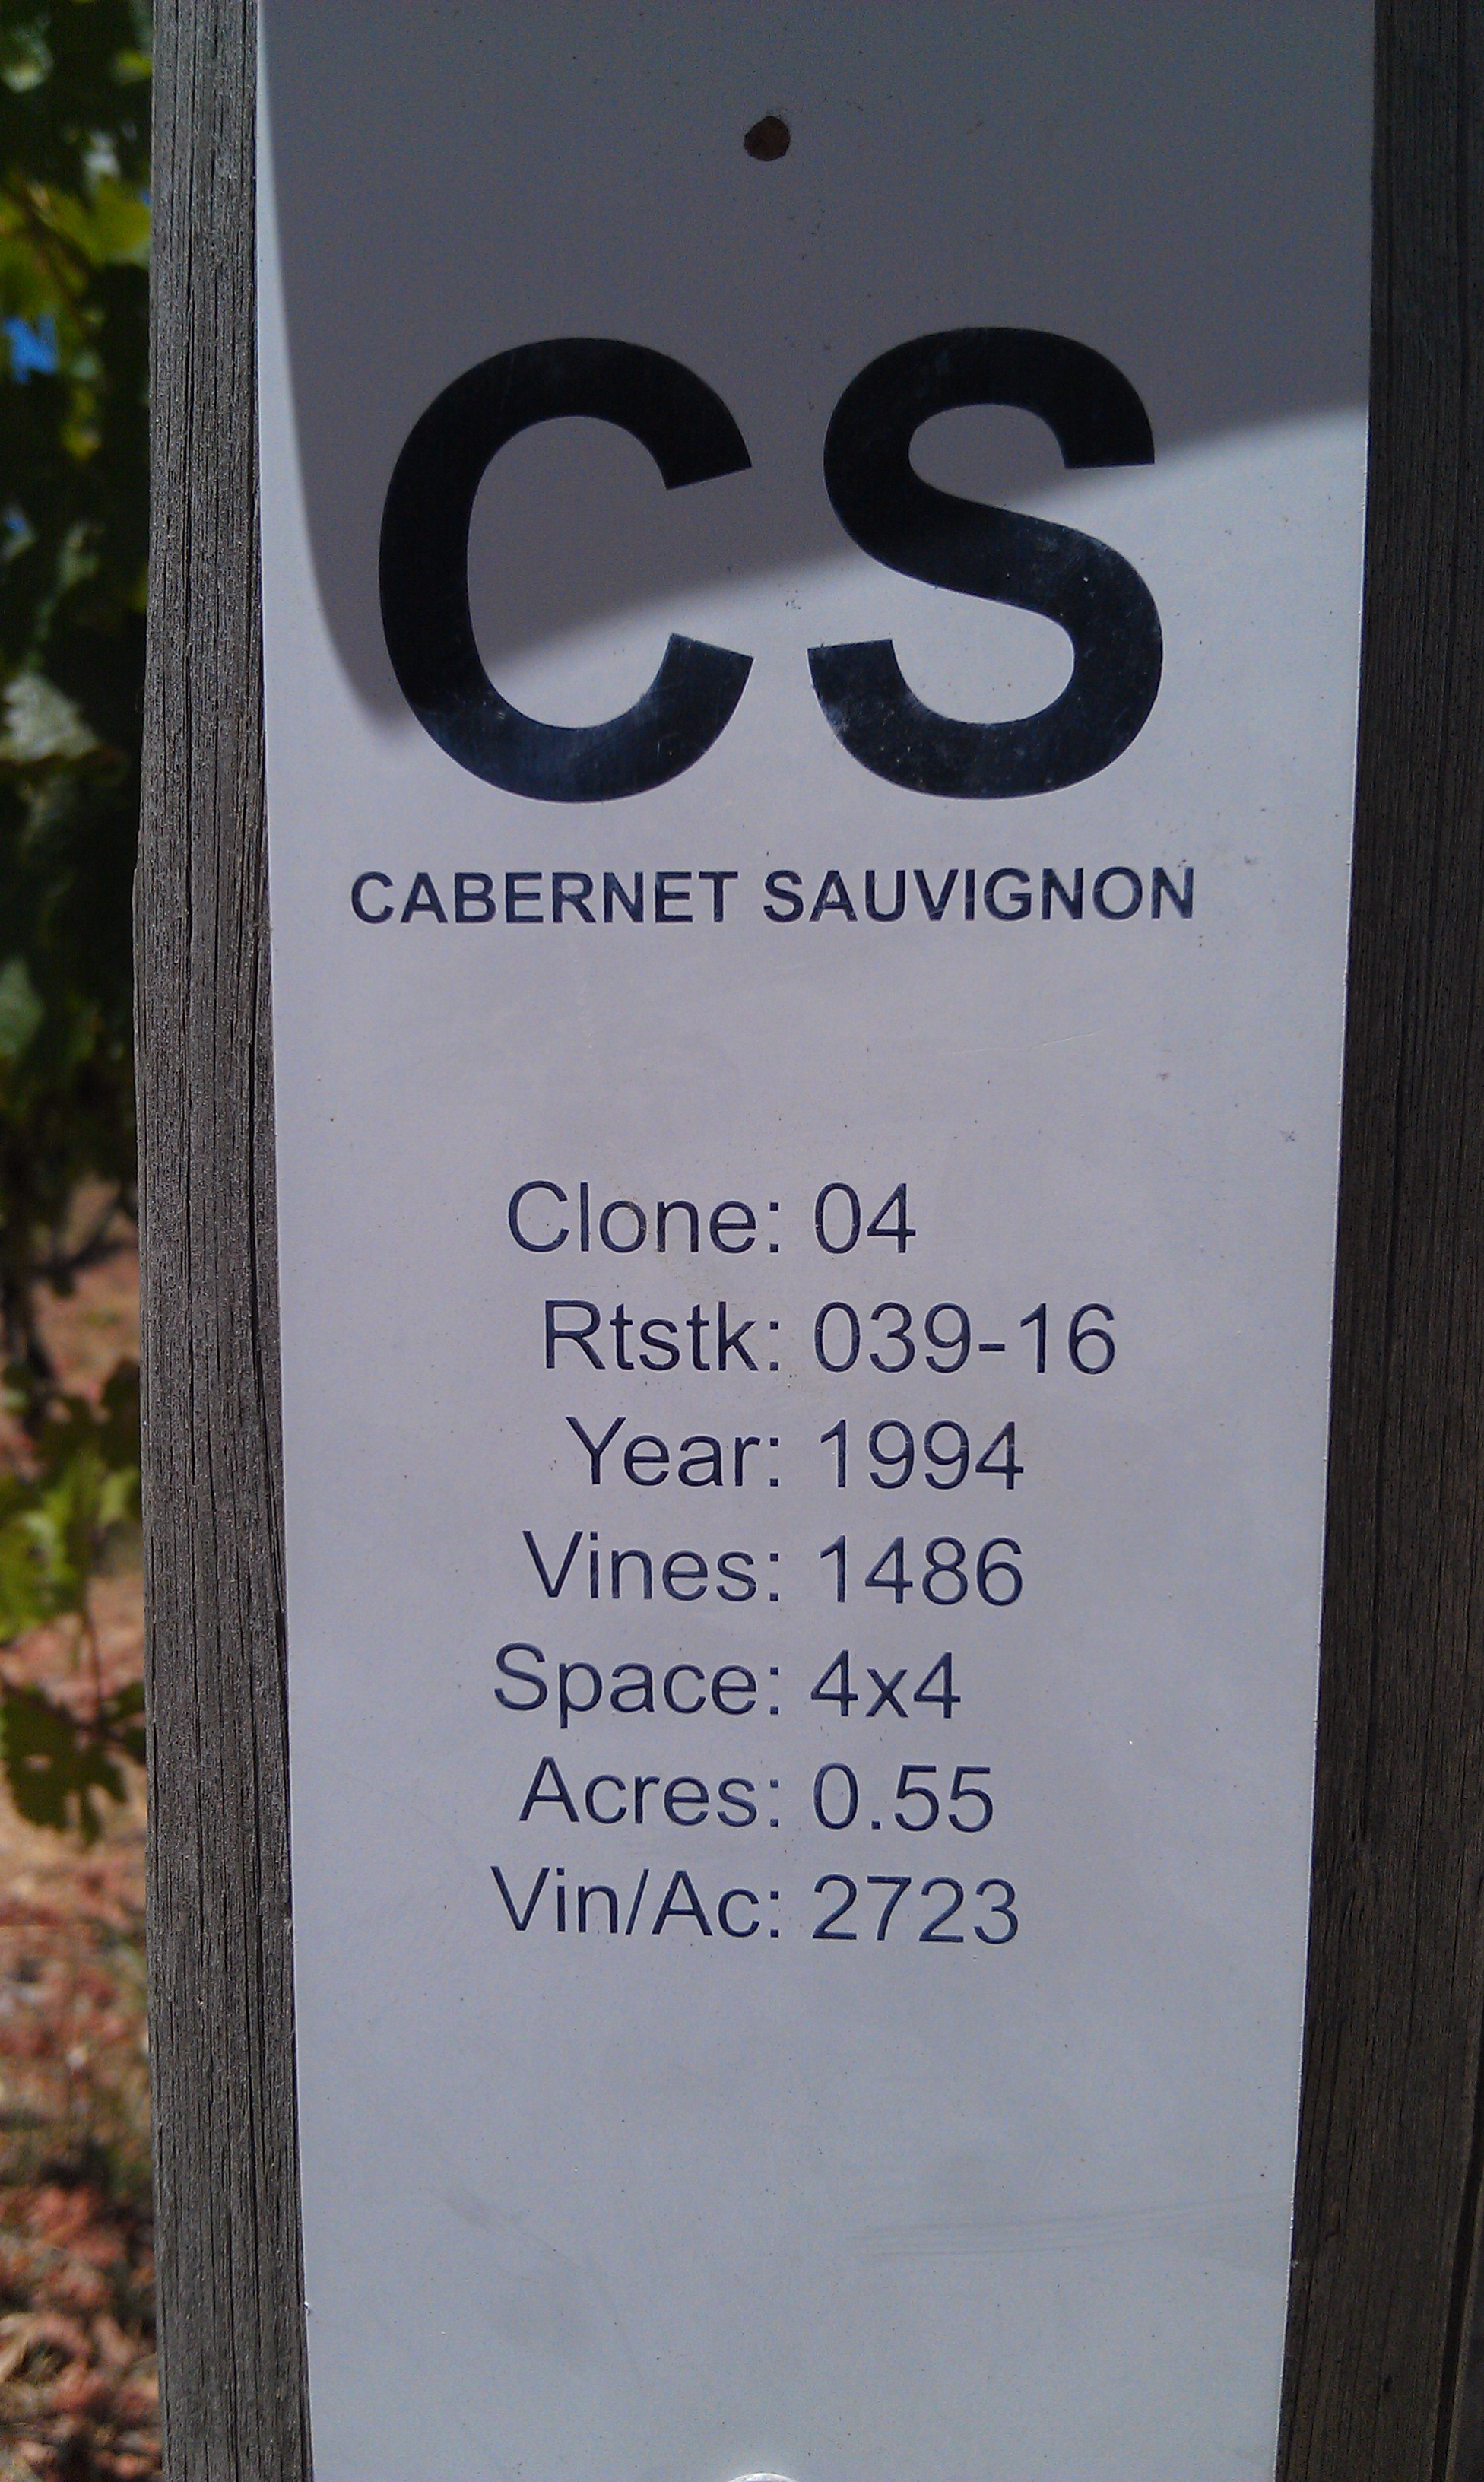 CS
CABERNET SAUVIGNON
Clone: 04
Rtstk: 039-16
Year: 1994
Vines: 1486
Space: 4x4
Acres: 0.55
Vin/Ac: 2723